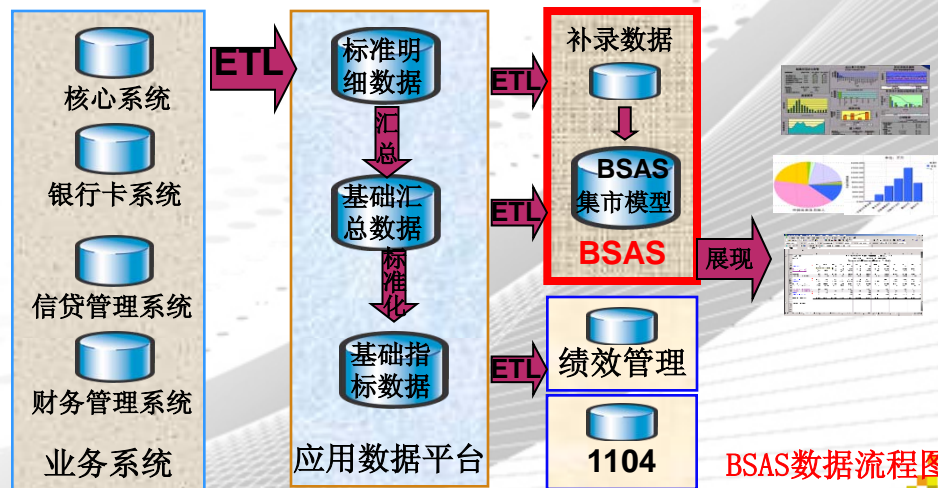 核心系统
银行卡系统
信贷管理系统
财务管理系统
业务系统
ETL
标准明
细数据
汇
总
基础汇
总数据
标
准
化
基础指
标数据
应用数据平台
ETL
ETL
ETL
补录数据
BSAS
集市模型
BSAS
绩效管理
1104
展现
BSAS数据流程图